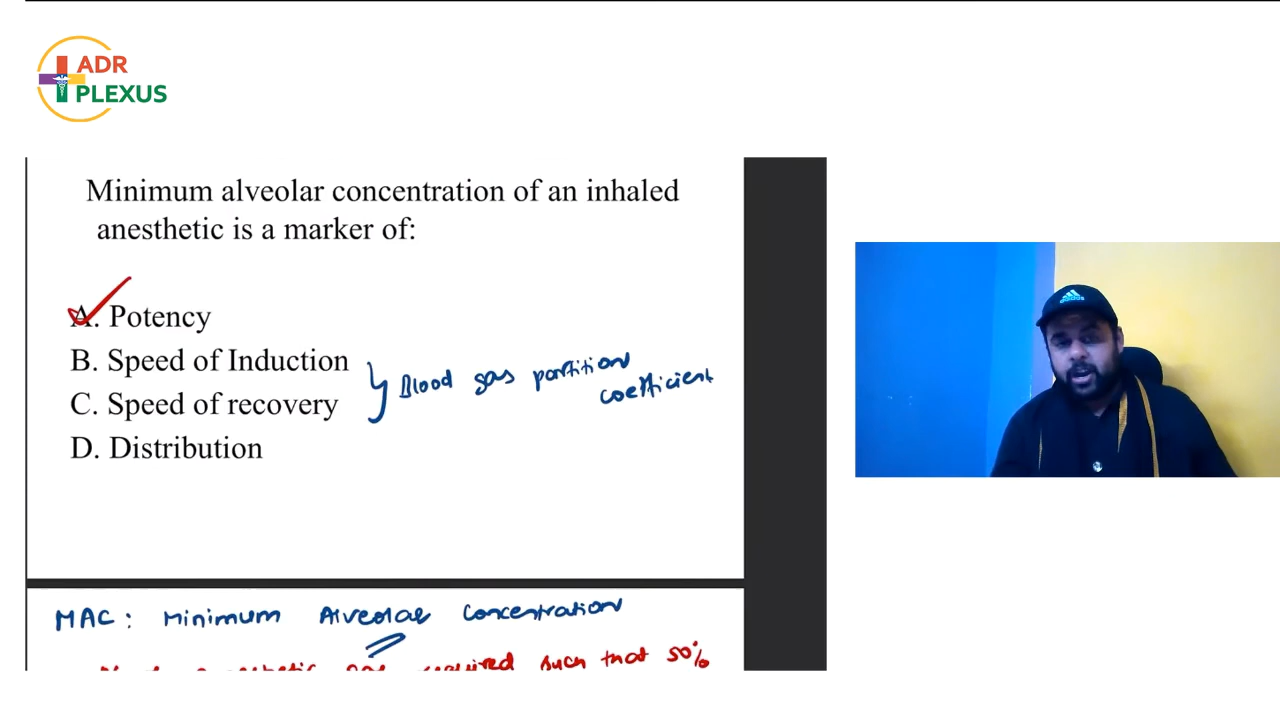 ADR
PLEXUS
Minimum alveolar concentration of an inhaled
anesthetic is a marker of:
A. Potency
B. Speed of Induction
C. Speed of recovery
D. Distribution
Blood gas partition
coefficient
adidas
MAC: Minimum Alveolar Concentration
required such that 50%